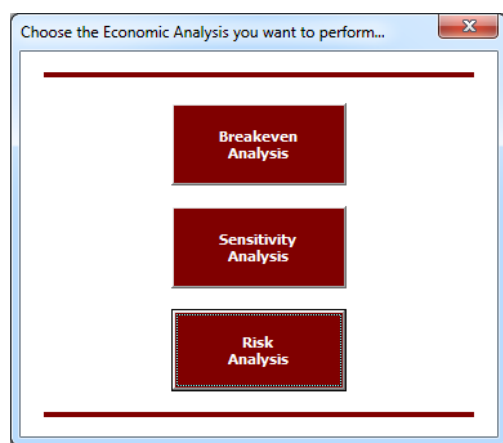 Choose the Economic Analysis you want to perform...
Breakeven
Analysis
Sensitivity
Analysis
Risk
Analysis